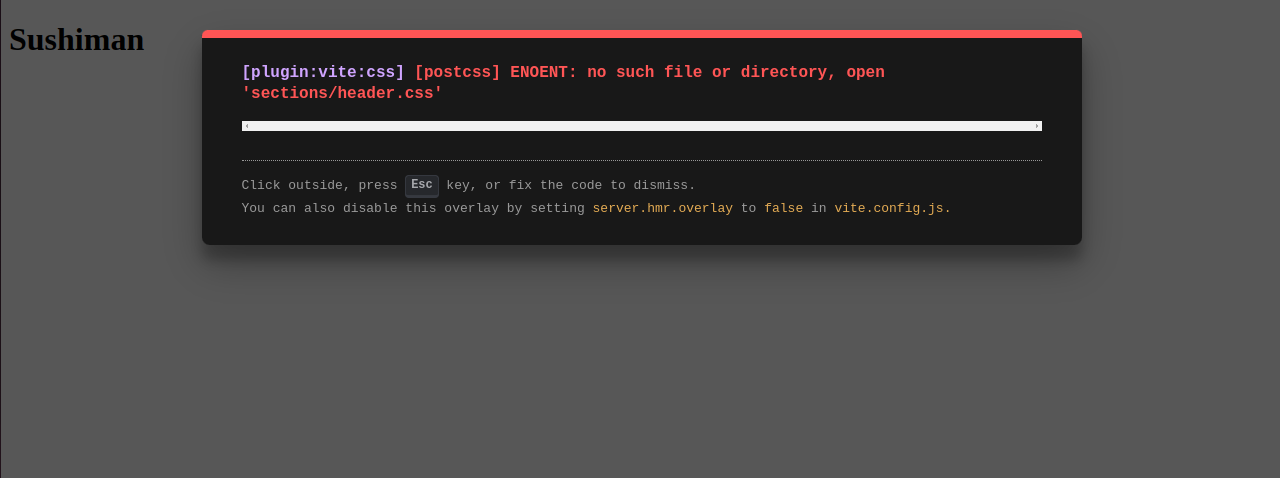 Sushiman
[plugin:vite:css] [postcss] ENOENT: no such file or directory, open
'sections/header.css'
Click outside, press Esc key, or fix the code to dismiss.
You can also disable this overlay by setting server.hmr.overlay to false in vite.config.js.